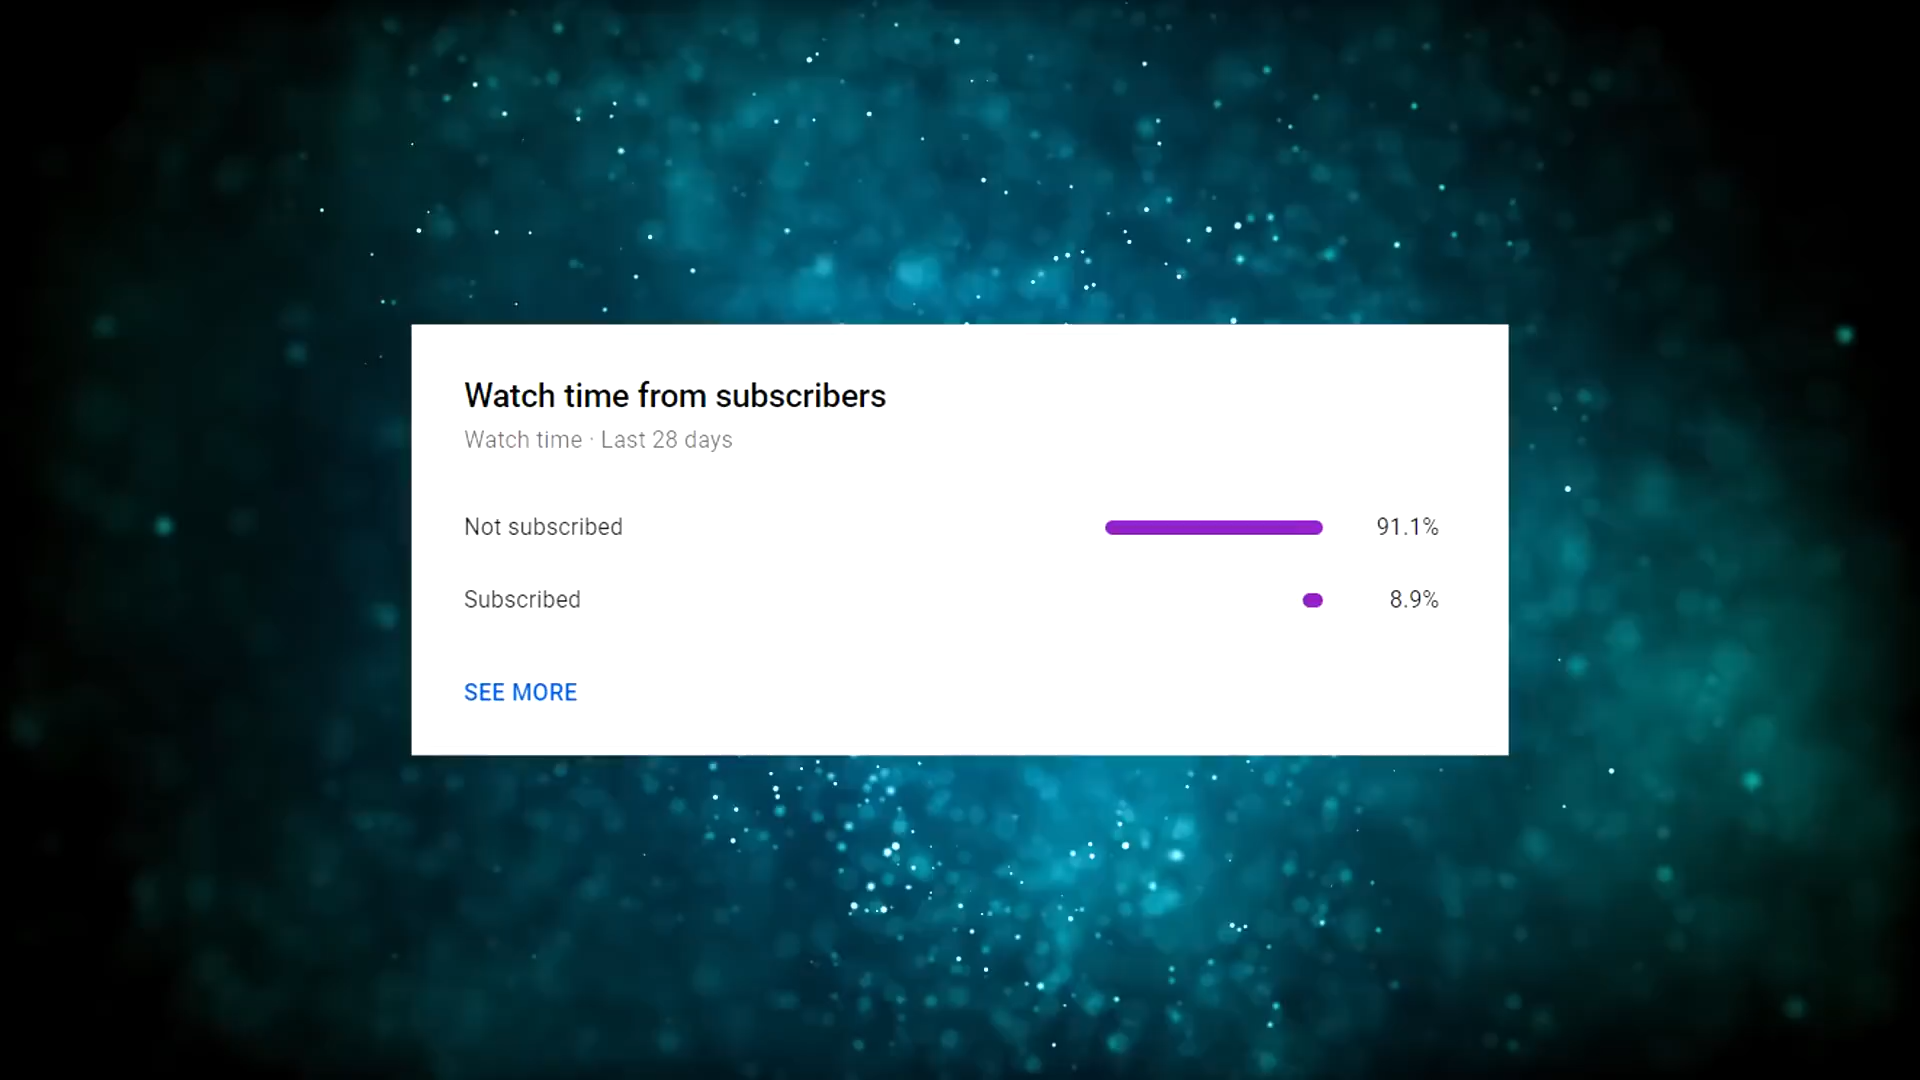 Watch time from subscribers
Watch time · Last 28 days
Not subscribed 91.1%
Subscribed 8.9%
SEE MORE